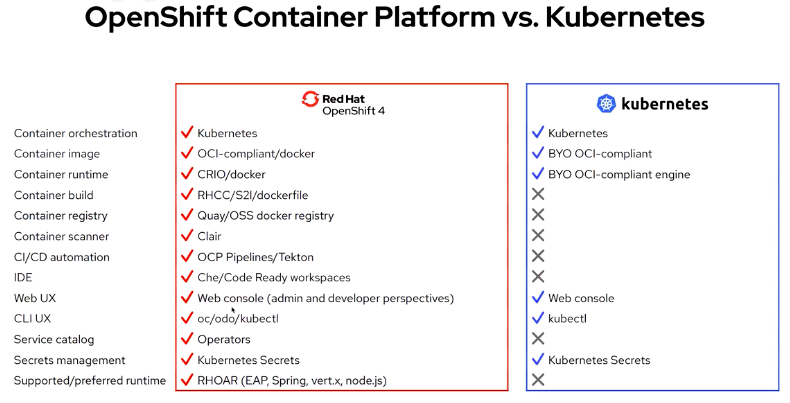 OpenShift Container Platform vs. Kubernetes
Red Hat
OpenShift 4
kubernetes
Container orchestration Kubernetes Kubernetes
Container image OCI-compliant/docker BYO OCI-compliant
Container runtime CRIO/docker BYO OCI-compliant engine
Container build RHCC/S2I/dockerfile
Container registry Quay/OSS docker registry
Container scanner Clair
CI/CD automation OCP Pipelines/Tekton
IDE Che/Code Ready workspaces
Web UX Web console (admin and developer perspectives) Web console
CLI UX oc/odo/kubectl kubectl
Service catalog Operators
Secrets management Kubernetes Secrets Kubernetes Secrets
Supported/preferred runtime RHOAR (EAP, Spring, vert.x, node.js)